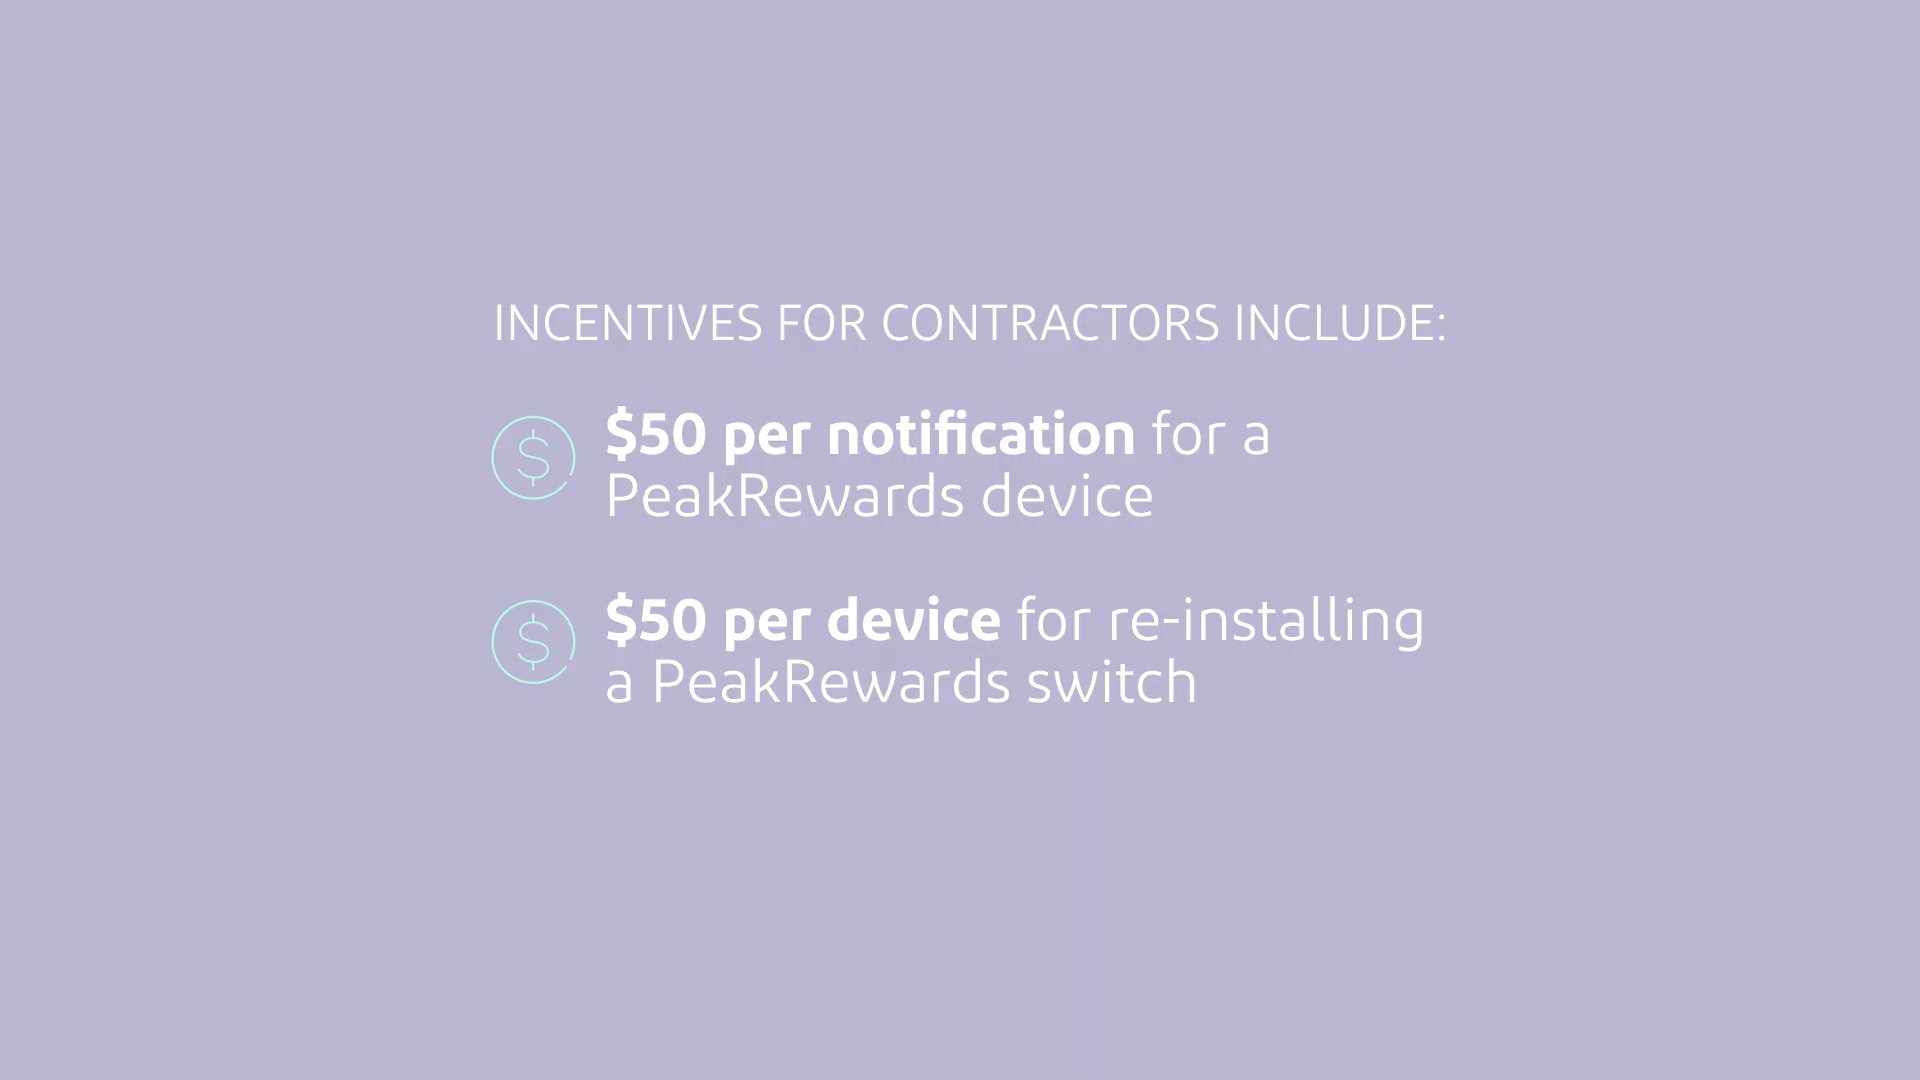 INCENTIVES FOR CONTRACTORS INCLUDE:
$50 per notification for a
PeakRewards device
$50 per device for re-installing
a PeakRewards switch